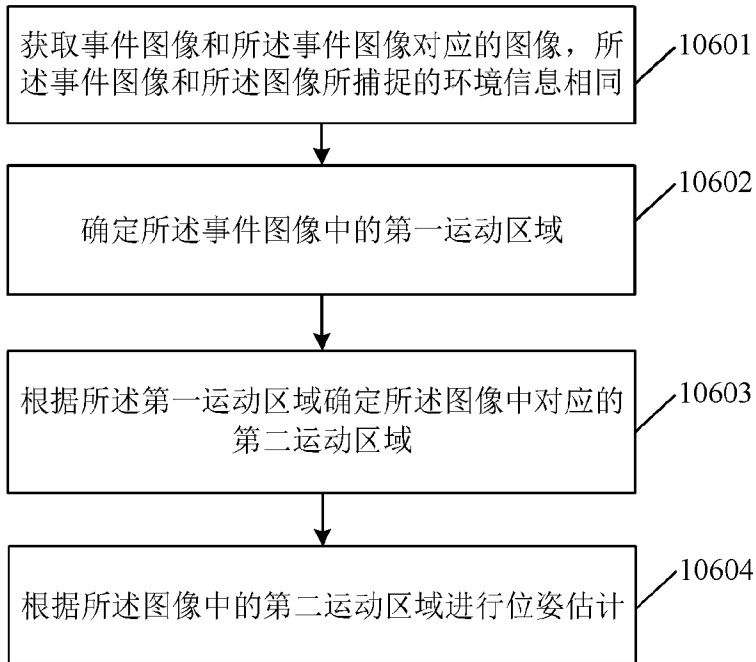 获取事件图像和所述事件图像对应的图像，所
述事件图像和所述图像所捕捉的环境信息相同
10601
确定所述事件图像中的第一运动区域
10602
根据所述第一运动区域确定所述图像中对应的
第二运动区域
10603
根据所述图像中的第二运动区域进行位姿估计
10604